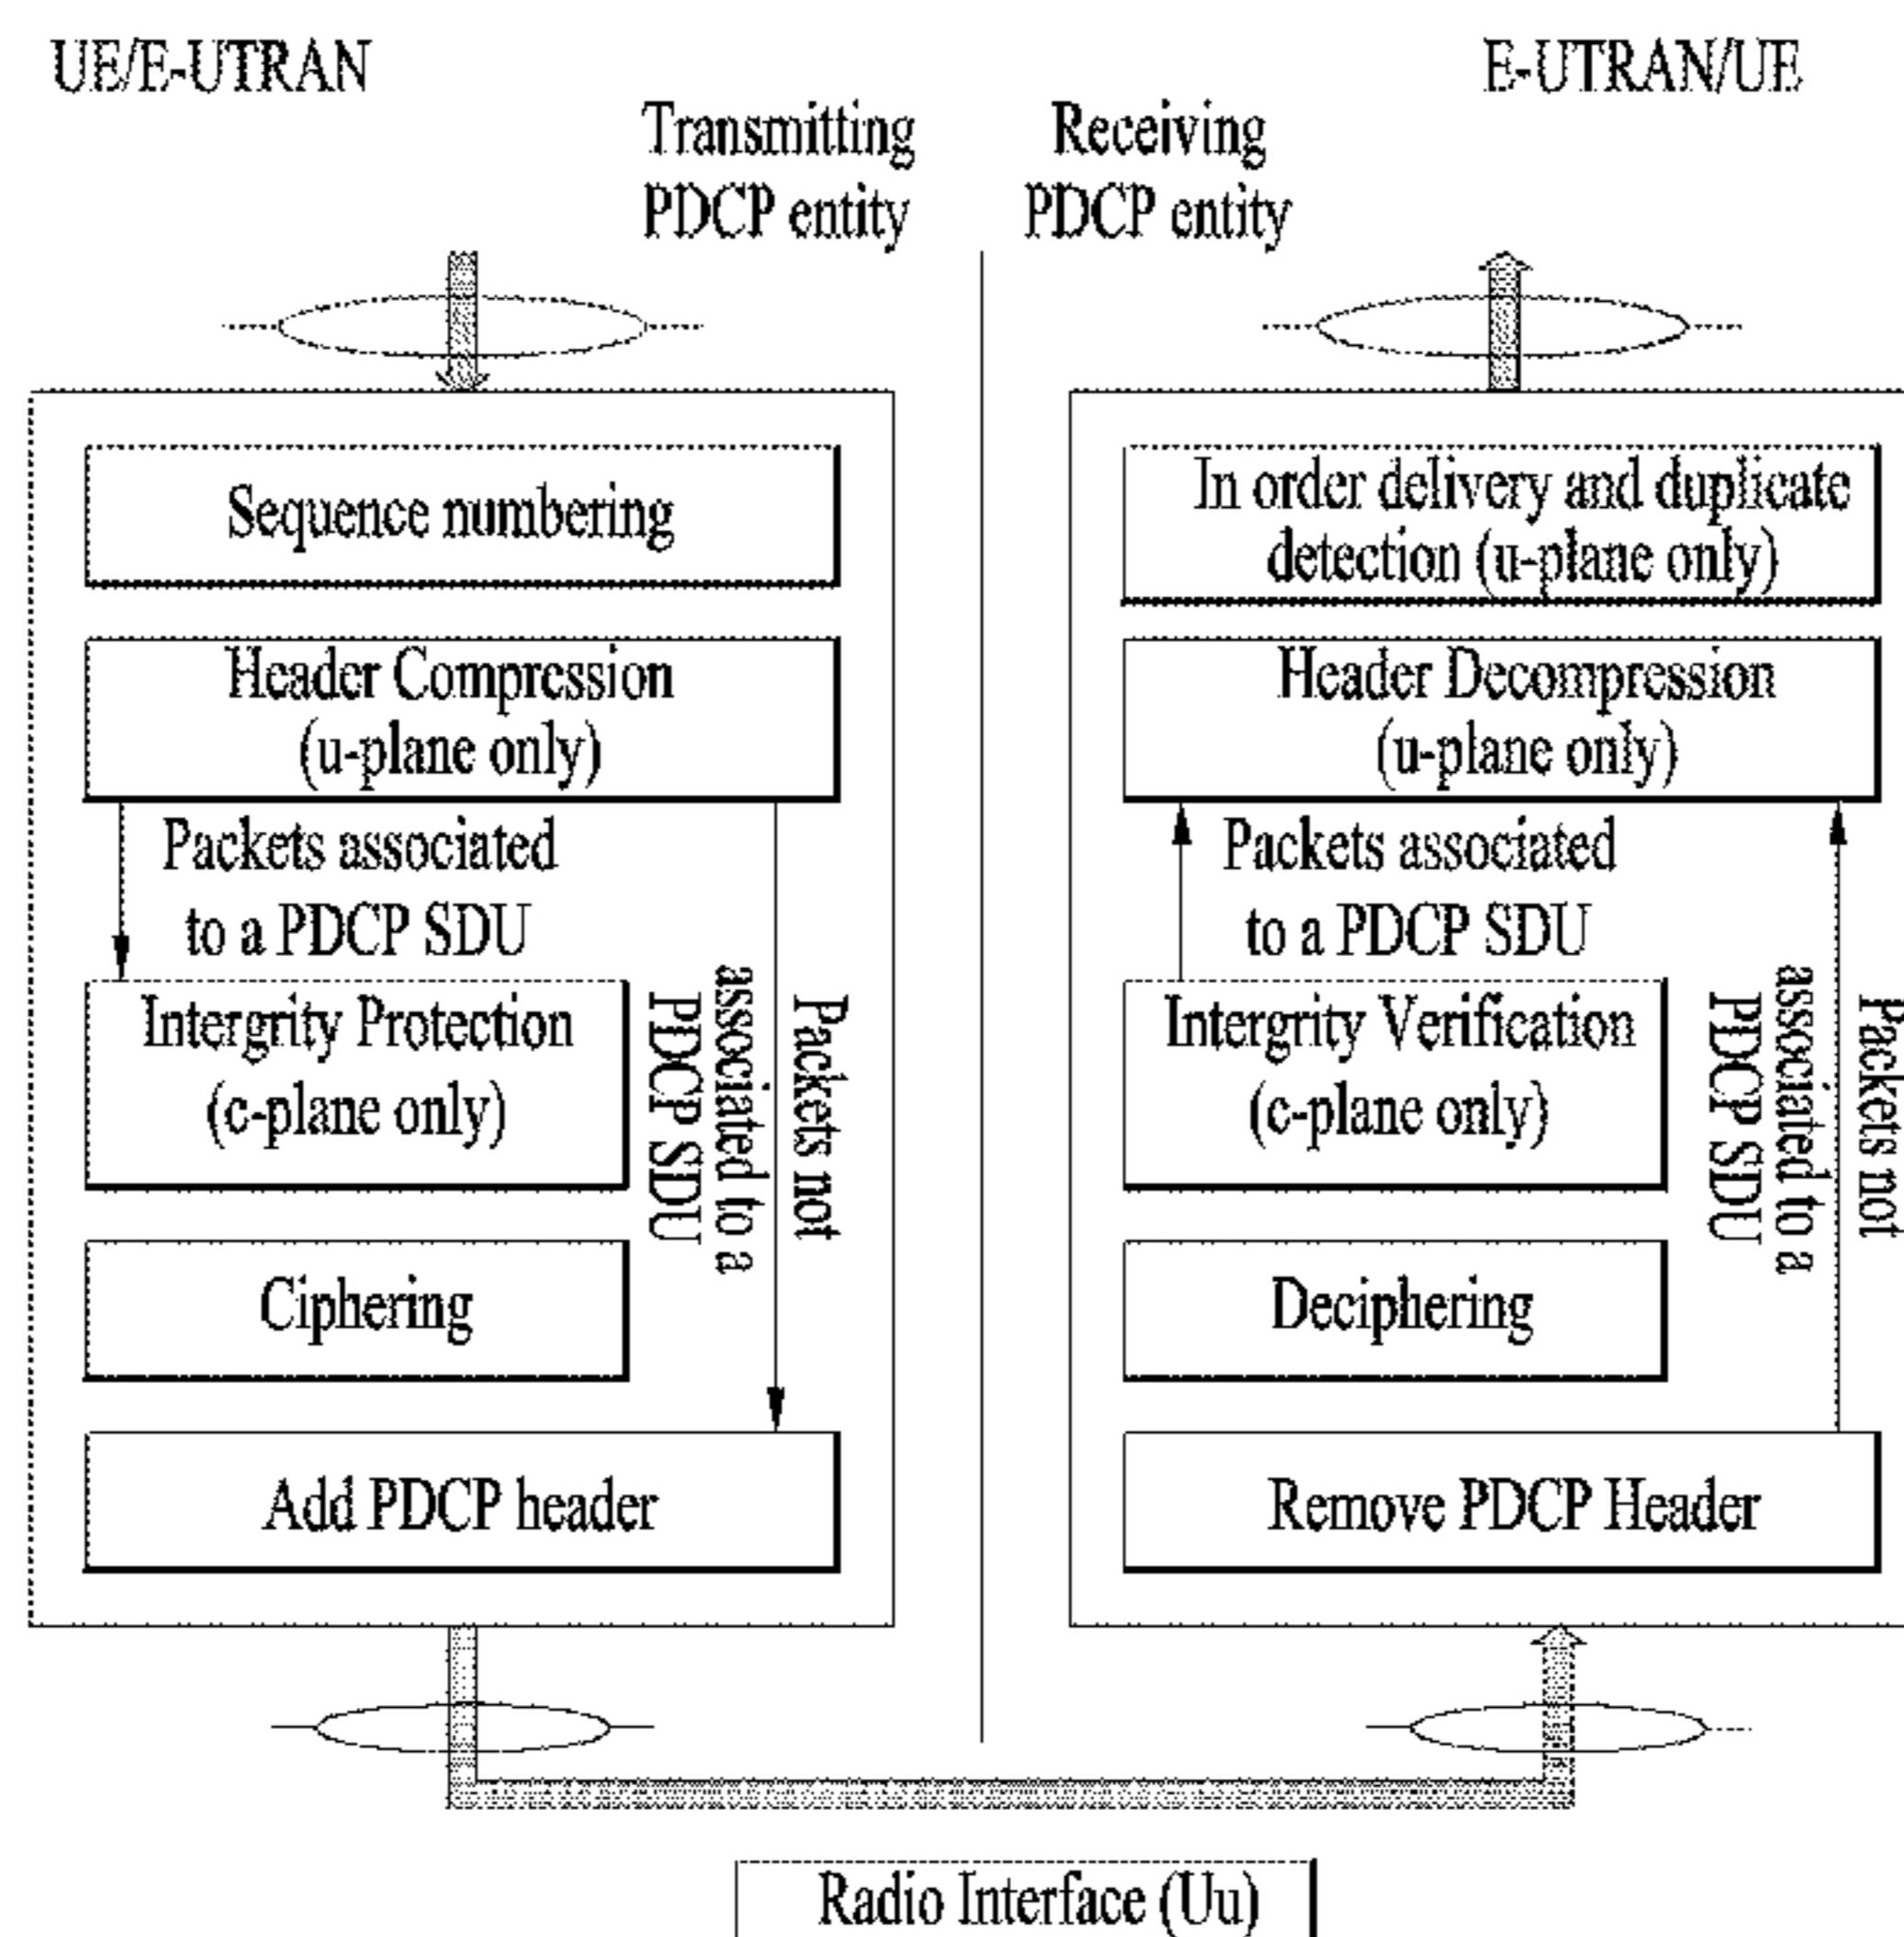 UE/E-UTRAN
E-UTRAN/UE
Transmitting
PDCP entity
Receiving
PDCP entity
Sequence numbering
Header Compression
(u-plane only)
Packets associated
to a PDCP SDU
Intergrity Protection
(c-plane only)
Packets not
associated to a
PDCP SDU
Ciphering
Add PDCP header
In order delivery and duplicate
detection (u-plane only)
Header Decompression
(u-plane only)
Packets associated
to a PDCP SDU
Intergrity Verification
(c-plane only)
Packets not
associated to a
PDCP SDU
Deciphering
Remove PDCP Header
Radio Interface (Uu)